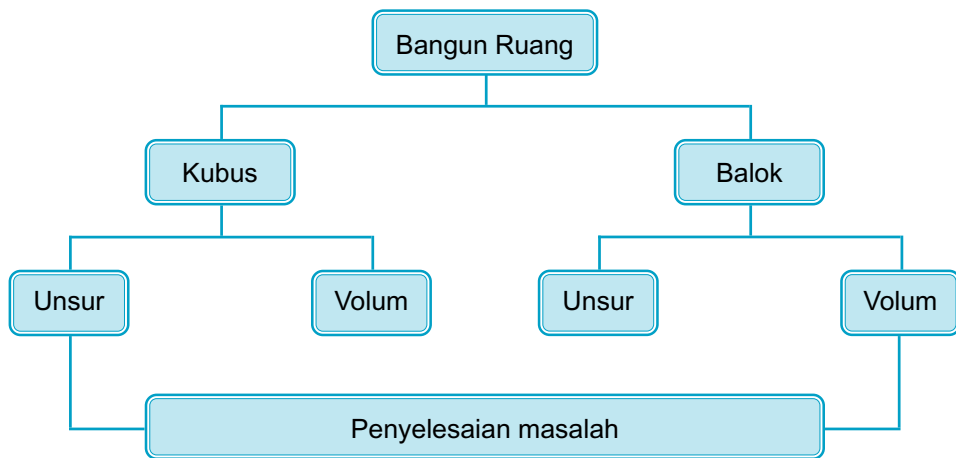 Bangun Ruang
Kubus
Balok
Unsur
Volum
Unsur
Volum
Penyelesaian masalah